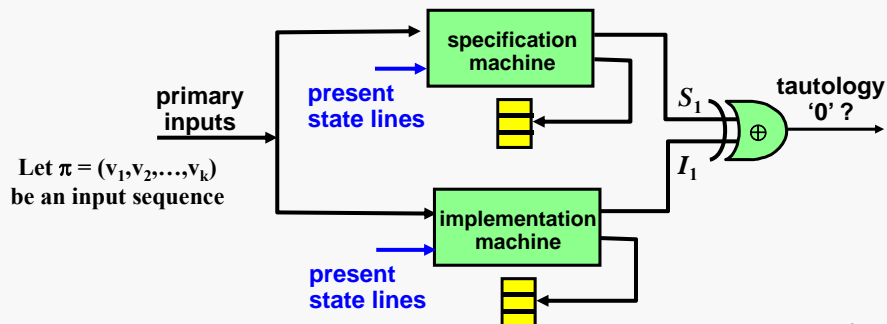 specification
machine
present
state lines
primary
inputs
Let π = (v₁,v₂,…,vₖ)
be an input sequence
S₁
I₁
⊕
tautology
'0' ?
implementation
machine
present
state lines